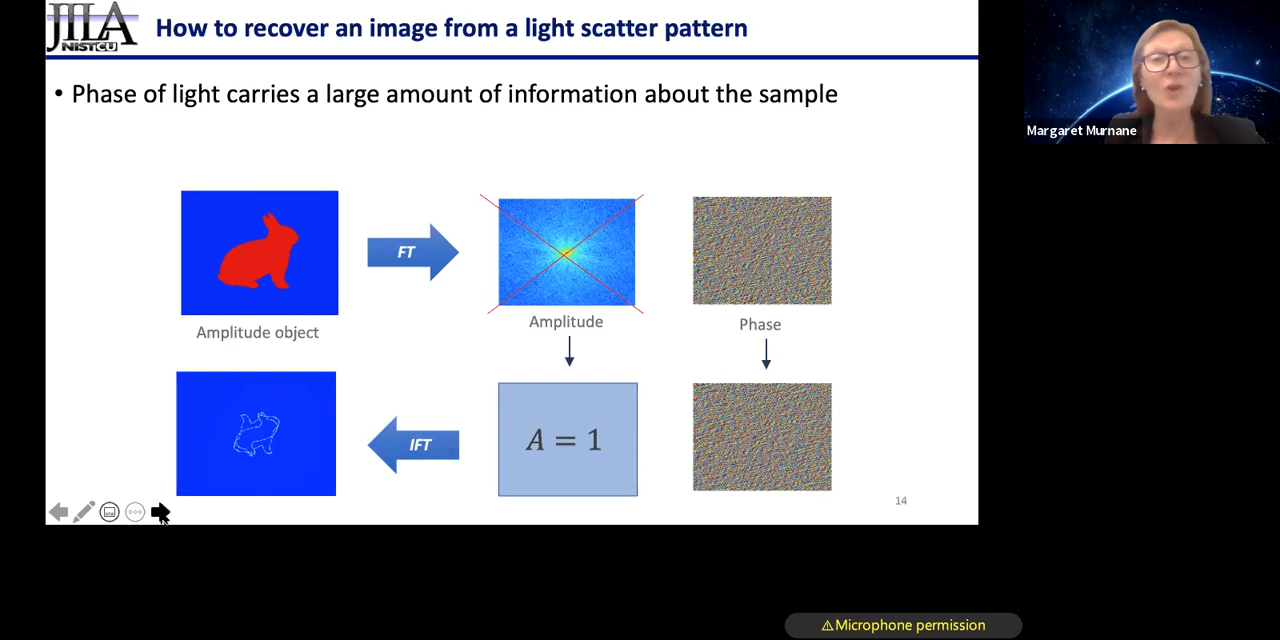 JILA
NIST CU
How to recover an image from a light scatter pattern
• Phase of light carries a large amount of information about the sample
Margaret Murnane
FT
Amplitude object
Amplitude
Phase
IFT
A = 1
14
⚠Microphone permission